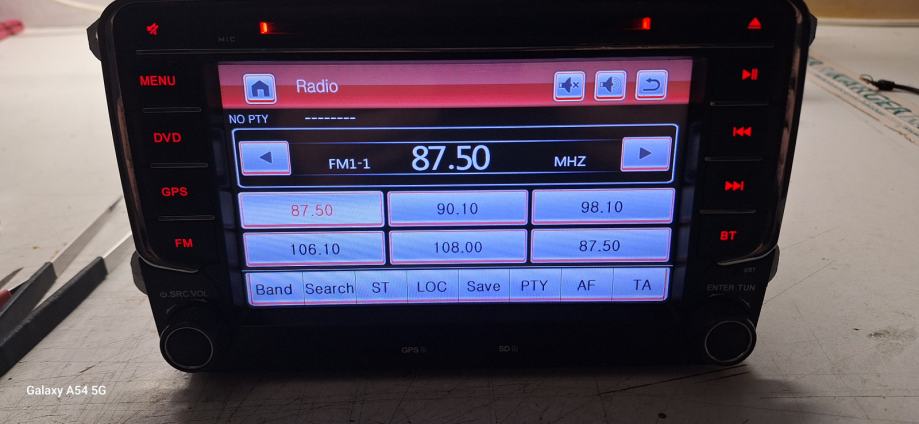 MIC
MENU
DVD
GPS
FM
Radio
NO PTY --------
FM1-1 87.50 MHZ
87.50 90.10 98.10
106.10 108.00 87.50
Band Search ST LOC Save PTY AF TA
BT
SRC VOL
ENTER TUN
GPS
SD
Galaxy A54 5G